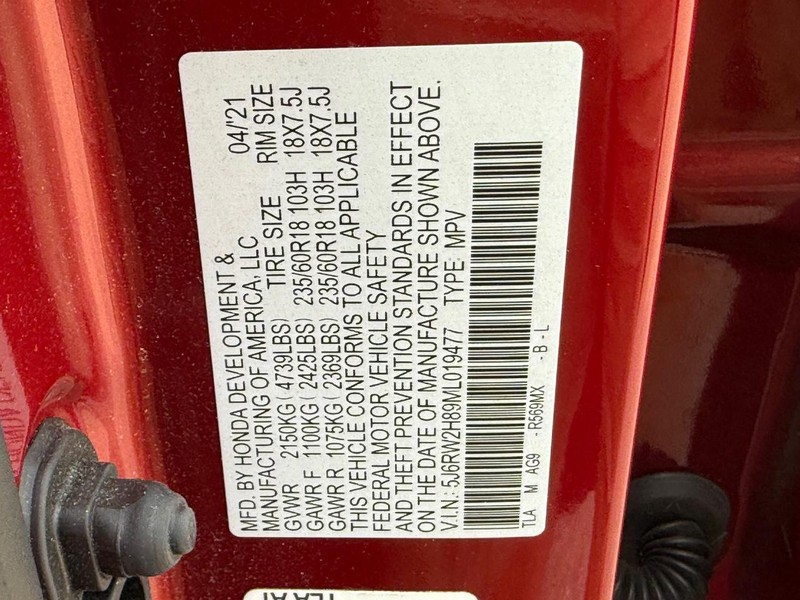 MFD. BY HONDA DEVELOPMENT &
MANUFACTURING OF AMERICA, LLC 04/'21
TIRE SIZE RIM SIZE
GVWR 2150KG(4739LBS)
GAWR F 1100KG(2425LBS) 235/60R18 103H 18X7.5J
GAWR R 1075KG(2369LBS) 235/60R18 103H 18X7.5J
THIS VEHICLE CONFORMS TO ALL APPLICABLE
FEDERAL MOTOR VEHICLE SAFETY
AND THEFT PREVENTION STANDARDS IN EFFECT
ON THE DATE OF MANUFACTURE SHOWN ABOVE.
V.I.N.: 5J6RW2H89ML019477 TYPE: MPV
TLA M AG9 - R569MX - B - L